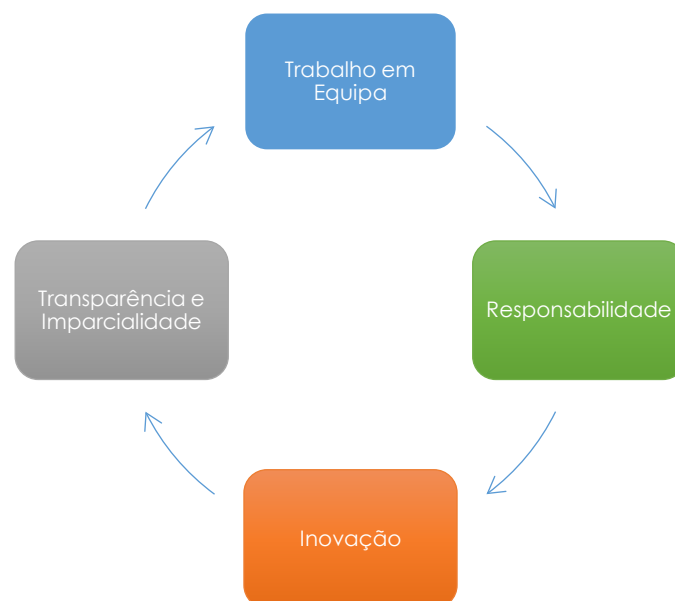 Trabalho em
Equipa
Responsabilidade
Inovação
Transparência e
Imparcialidade